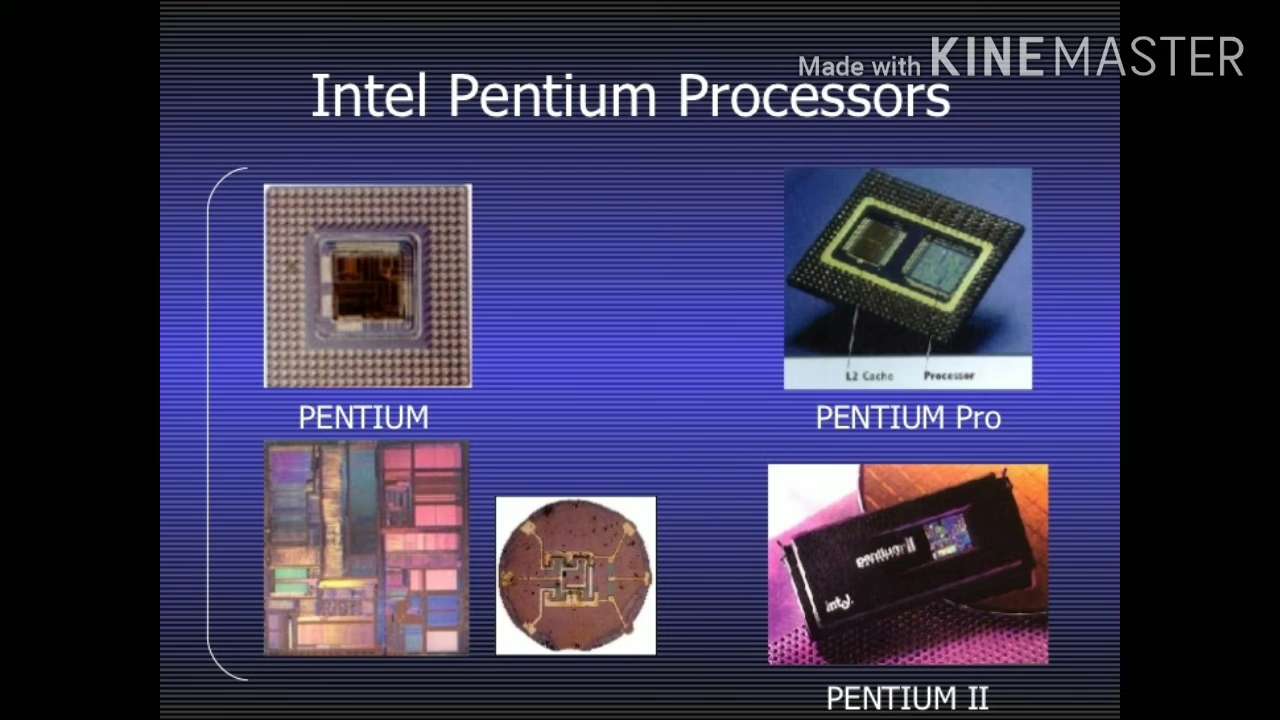 Made with KINEMASTER
Intel Pentium Processors
L2 Cache Processor
PENTIUM
PENTIUM Pro
pentium II
intel.
PENTIUM II